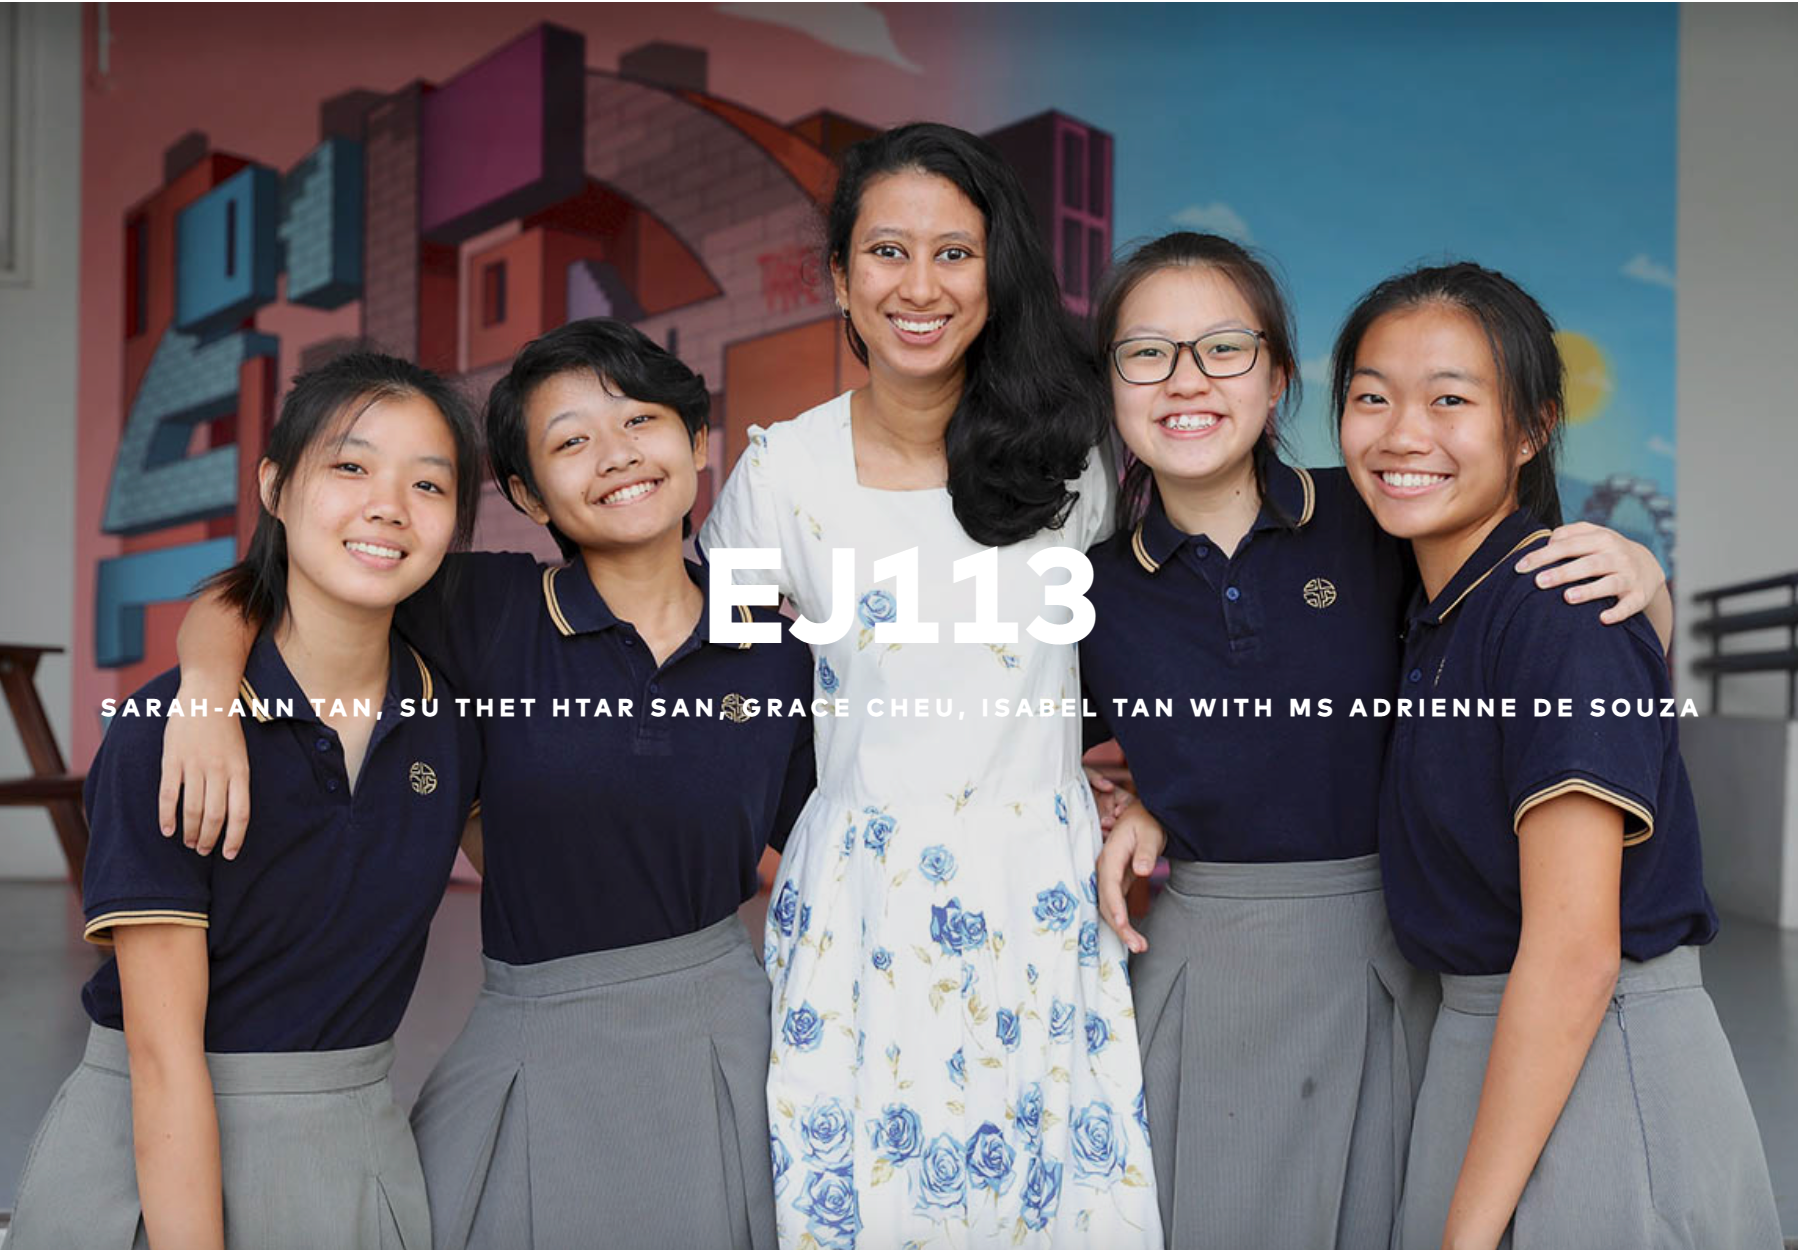 EJ113
SARAH-ANN TAN, SU THET HTAR SAN, GRACE CHEU, ISABEL TAN WITH MS ADRIENNE DE SOUZA